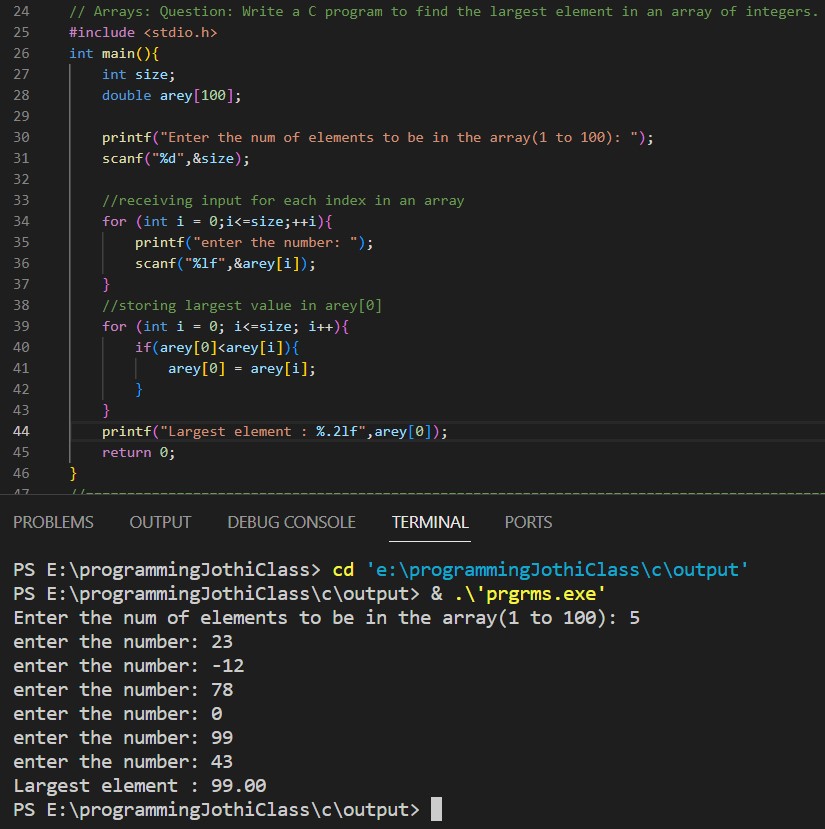 24 // Arrays: Question: Write a C program to find the largest element in an array of integers.
25 #include <stdio.h>
26 int main(){
27 int size;
28 double arey[100];
29
30 printf("Enter the num of elements to be in the array(1 to 100): ");
31 scanf("%d",&size);
32
33 //receiving input for each index in an array
34 for (int i = 0;i<=size;++i){
35 printf("enter the number: ");
36 scanf("%lf",&arey[i]);
37 }
38 //storing largest value in arey[0]
39 for (int i = 0; i<=size; i++){
40 if(arey[0]<arey[i]){
41 arey[0] = arey[i];
42 }
43 }
44 printf("Largest element : %.2lf",arey[0]);
45 return 0;
46 }
47 //------------------------------------------------------------------------------------------
PROBLEMS OUTPUT DEBUG CONSOLE TERMINAL PORTS
PS E:\programmingJothiClass> cd 'e:\programmingJothiClass\c\output'
PS E:\programmingJothiClass\c\output> & .\'prgrms.exe'
Enter the num of elements to be in the array(1 to 100): 5
enter the number: 23
enter the number: -12
enter the number: 78
enter the number: 0
enter the number: 99
enter the number: 43
Largest element : 99.00
PS E:\programmingJothiClass\c\output>